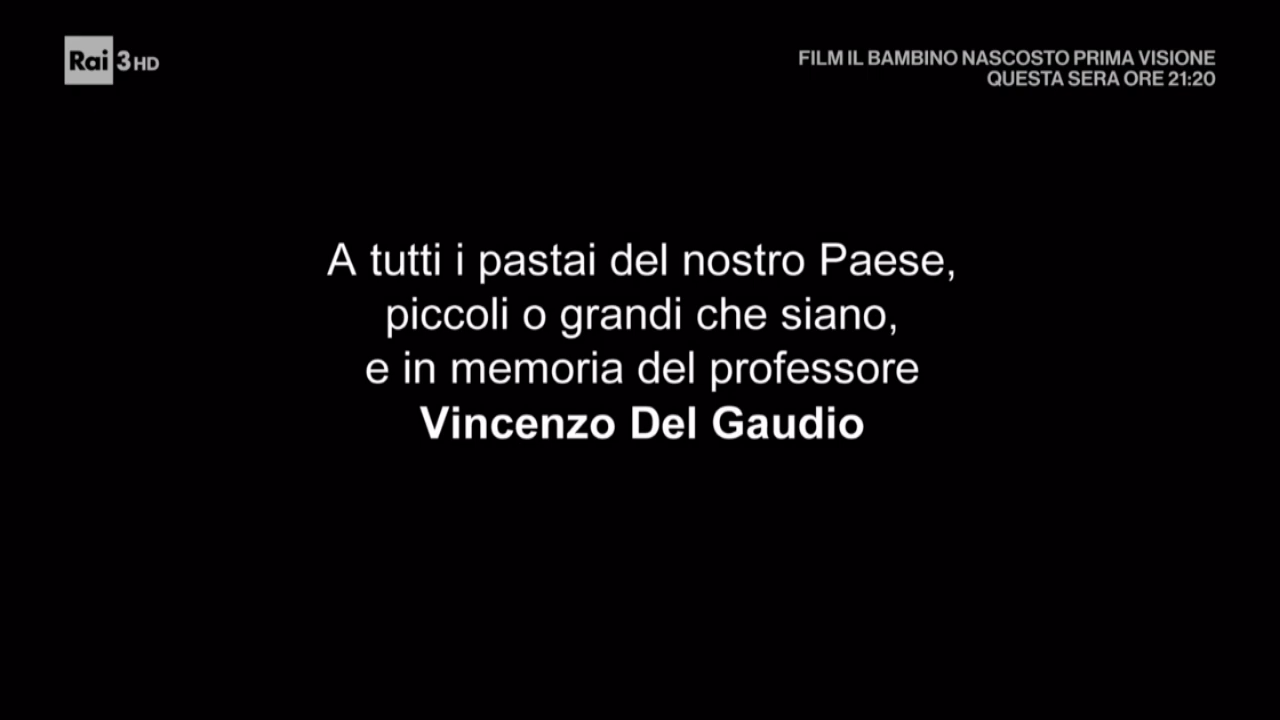 Rai 3 HD
FILM IL BAMBINO NASCOSTO PRIMA VISIONE
QUESTA SERA ORE 21:20
A tutti i pastai del nostro Paese,
piccoli o grandi che siano,
e in memoria del professore
Vincenzo Del Gaudio